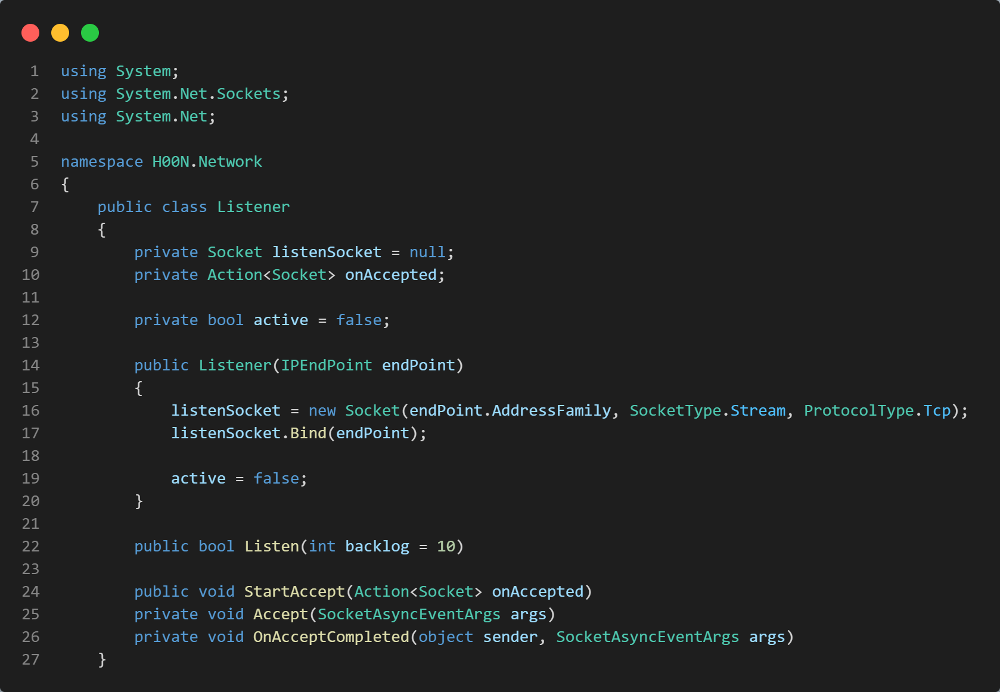 1 using System;
2 using System.Net.Sockets;
3 using System.Net;
4
5 namespace H00N.Network
6 {
7     public class Listener
8     {
9         private Socket listenSocket = null;
10         private Action<Socket> onAccepted;
11
12         private bool active = false;
13
14         public Listener(IPEndPoint endPoint)
15         {
16             listenSocket = new Socket(endPoint.AddressFamily, SocketType.Stream, ProtocolType.Tcp);
17             listenSocket.Bind(endPoint);
18
19             active = false;
20         }
21
22         public bool Listen(int backlog = 10)
23
24         public void StartAccept(Action<Socket> onAccepted)
25         private void Accept(SocketAsyncEventArgs args)
26         private void OnAcceptCompleted(object sender, SocketAsyncEventArgs args)
27     }